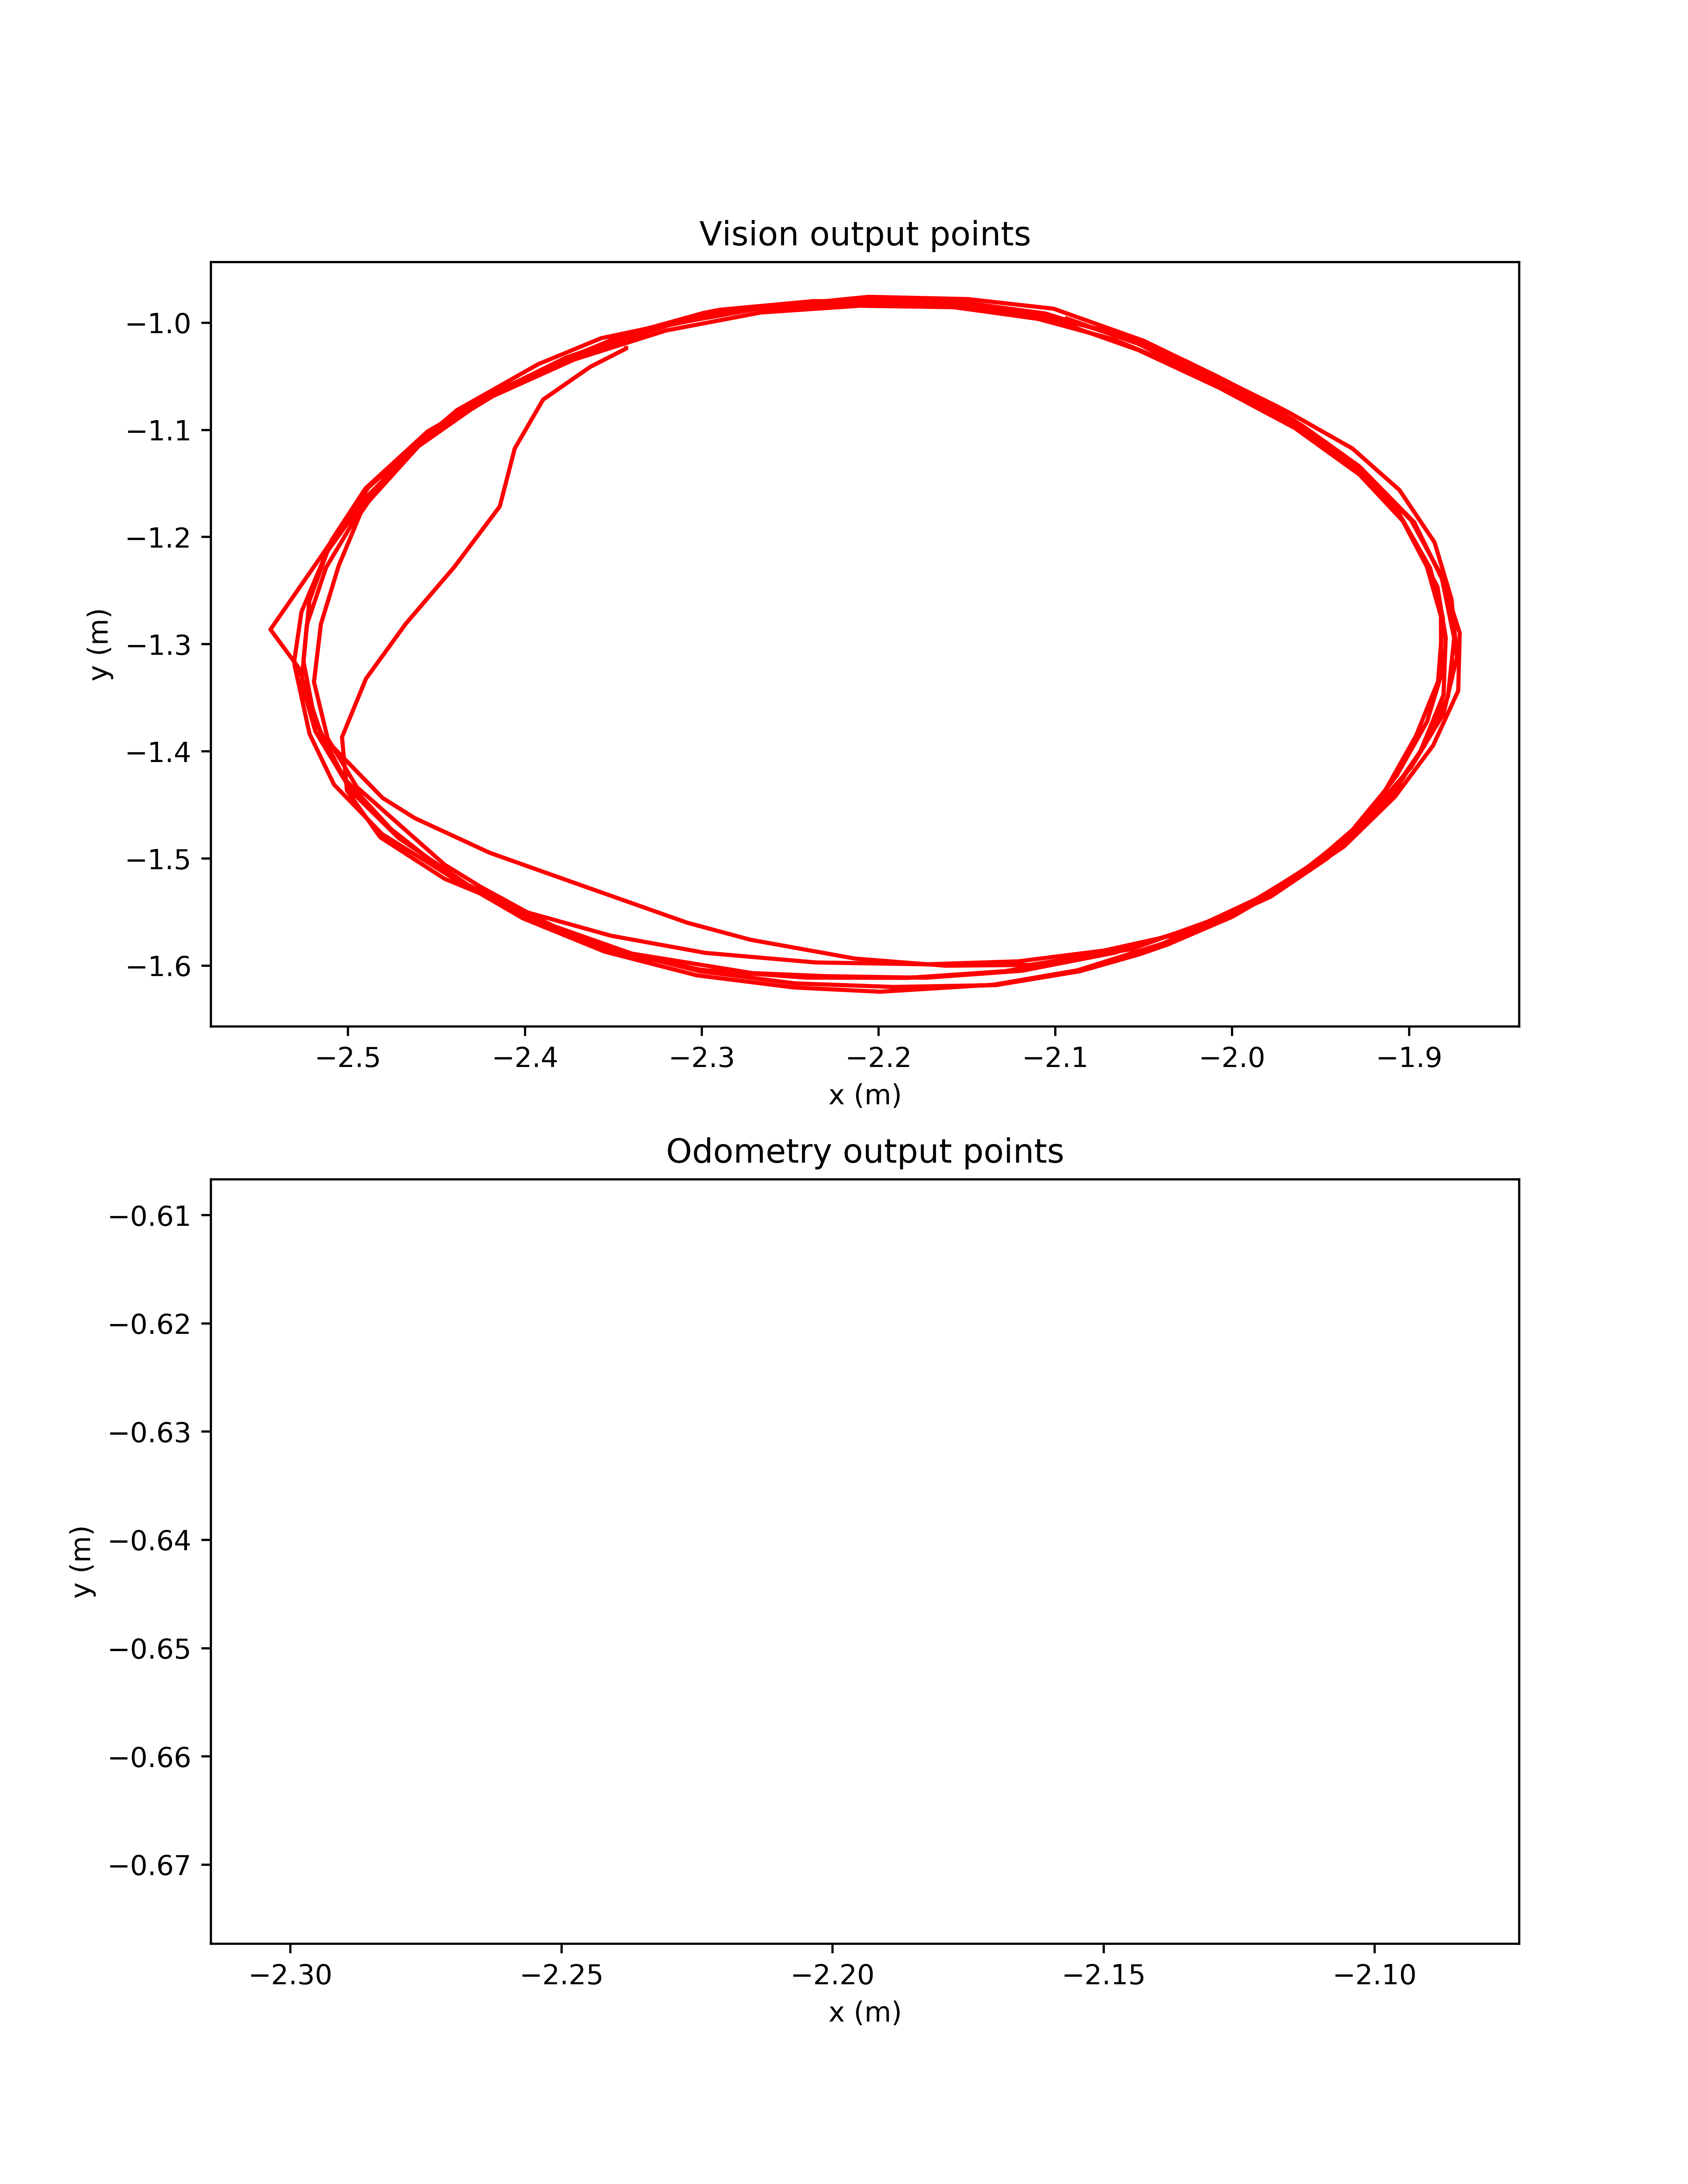 Vision output points
−1.0
−1.1
−1.2
−1.3
−1.4
−1.5
−1.6
y (m)
−2.5 −2.4 −2.3 −2.2 −2.1 −2.0 −1.9
x (m)
Odometry output points
−0.61
−0.62
−0.63
−0.64
−0.65
−0.66
−0.67
y (m)
−2.30 −2.25 −2.20 −2.15 −2.10
x (m)